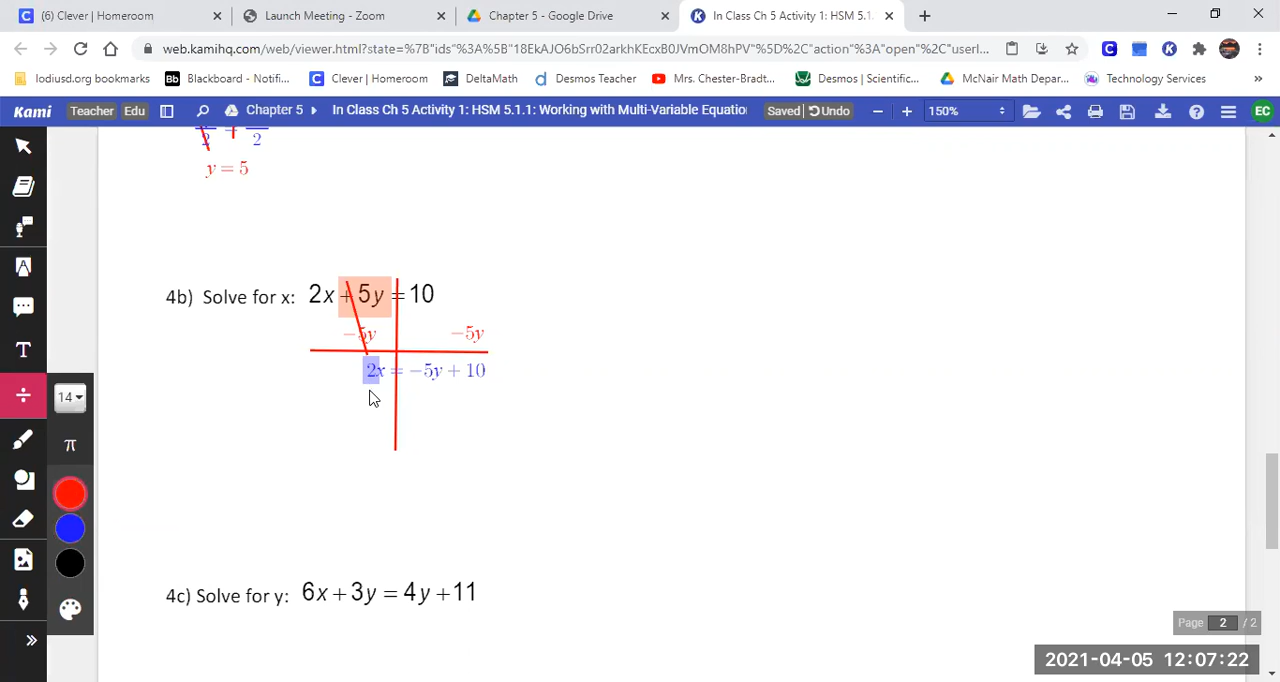 (6) Clever | Homeroom
Launch Meeting - Zoom
Chapter 5 - Google Drive
In Class Ch 5 Activity 1: HSM 5.1.
web.kamihq.com/web/viewer.html?state=%7B"ids"%3A%5B"18EkAJO6bSrr02arkhKEcxB0JVmOM8hPV"%5D%2C"action"%3A"open"%2C"userI...
lodiusd.org bookmarks
Blackboard - Notifi...
Clever | Homeroom
DeltaMath
Desmos Teacher
Mrs. Chester-Bradt...
Desmos | Scientific...
McNair Math Depar...
Technology Services
Kami
Teacher
Edu
Chapter 5
In Class Ch 5 Activity 1: HSM 5.1.1: Working with Multi-Variable Equatio
Saved
Undo
150%
EC
2 + 2
y = 5
4b) Solve for x: 2x + 5y = 10
−5y −5y
2x = −5y + 10
14
π
4c) Solve for y: 6x + 3y = 4y + 11
Page 2 / 2
2021-04-05 12:07:22